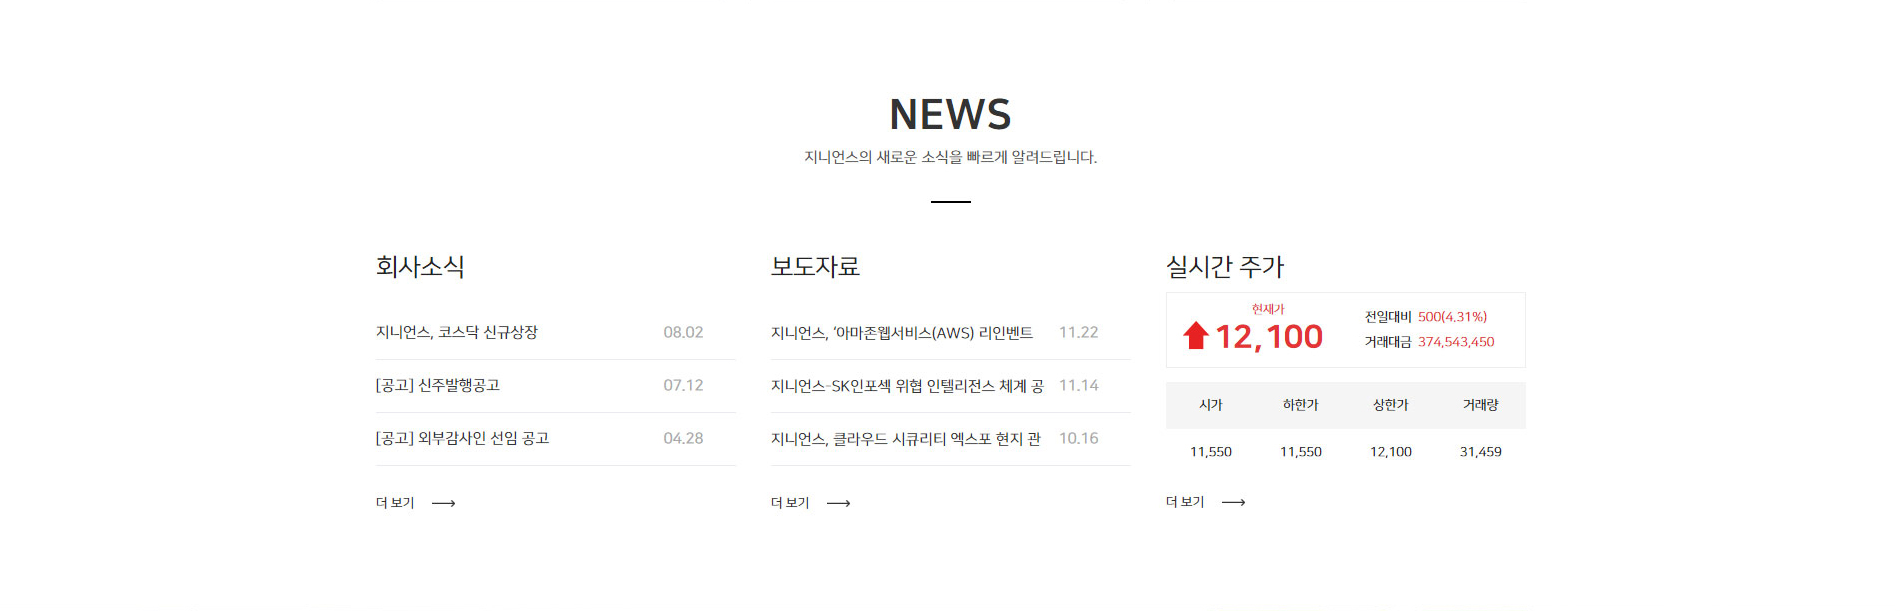 NEWS
지니언스의 새로운 소식을 빠르게 알려드립니다.
회사소식
지니언스, 코스닥 신규상장 08.02
[공고] 신주발행공고 07.12
[공고] 외부감사인 선임 공고 04.28
더 보기
보도자료
지니언스, ‘아마존웹서비스(AWS) 리인벤트 11.22
지니언스-SK인포섹 위협 인텔리전스 체계 공 11.14
지니언스, 클라우드 시큐리티 엑스포 현지 관 10.16
더 보기
실시간 주가
현재가
12,100
전일대비 500(4.31%)
거래대금 374,543,450
시가 하한가 상한가 거래량
11,550 11,550 12,100 31,459
더 보기